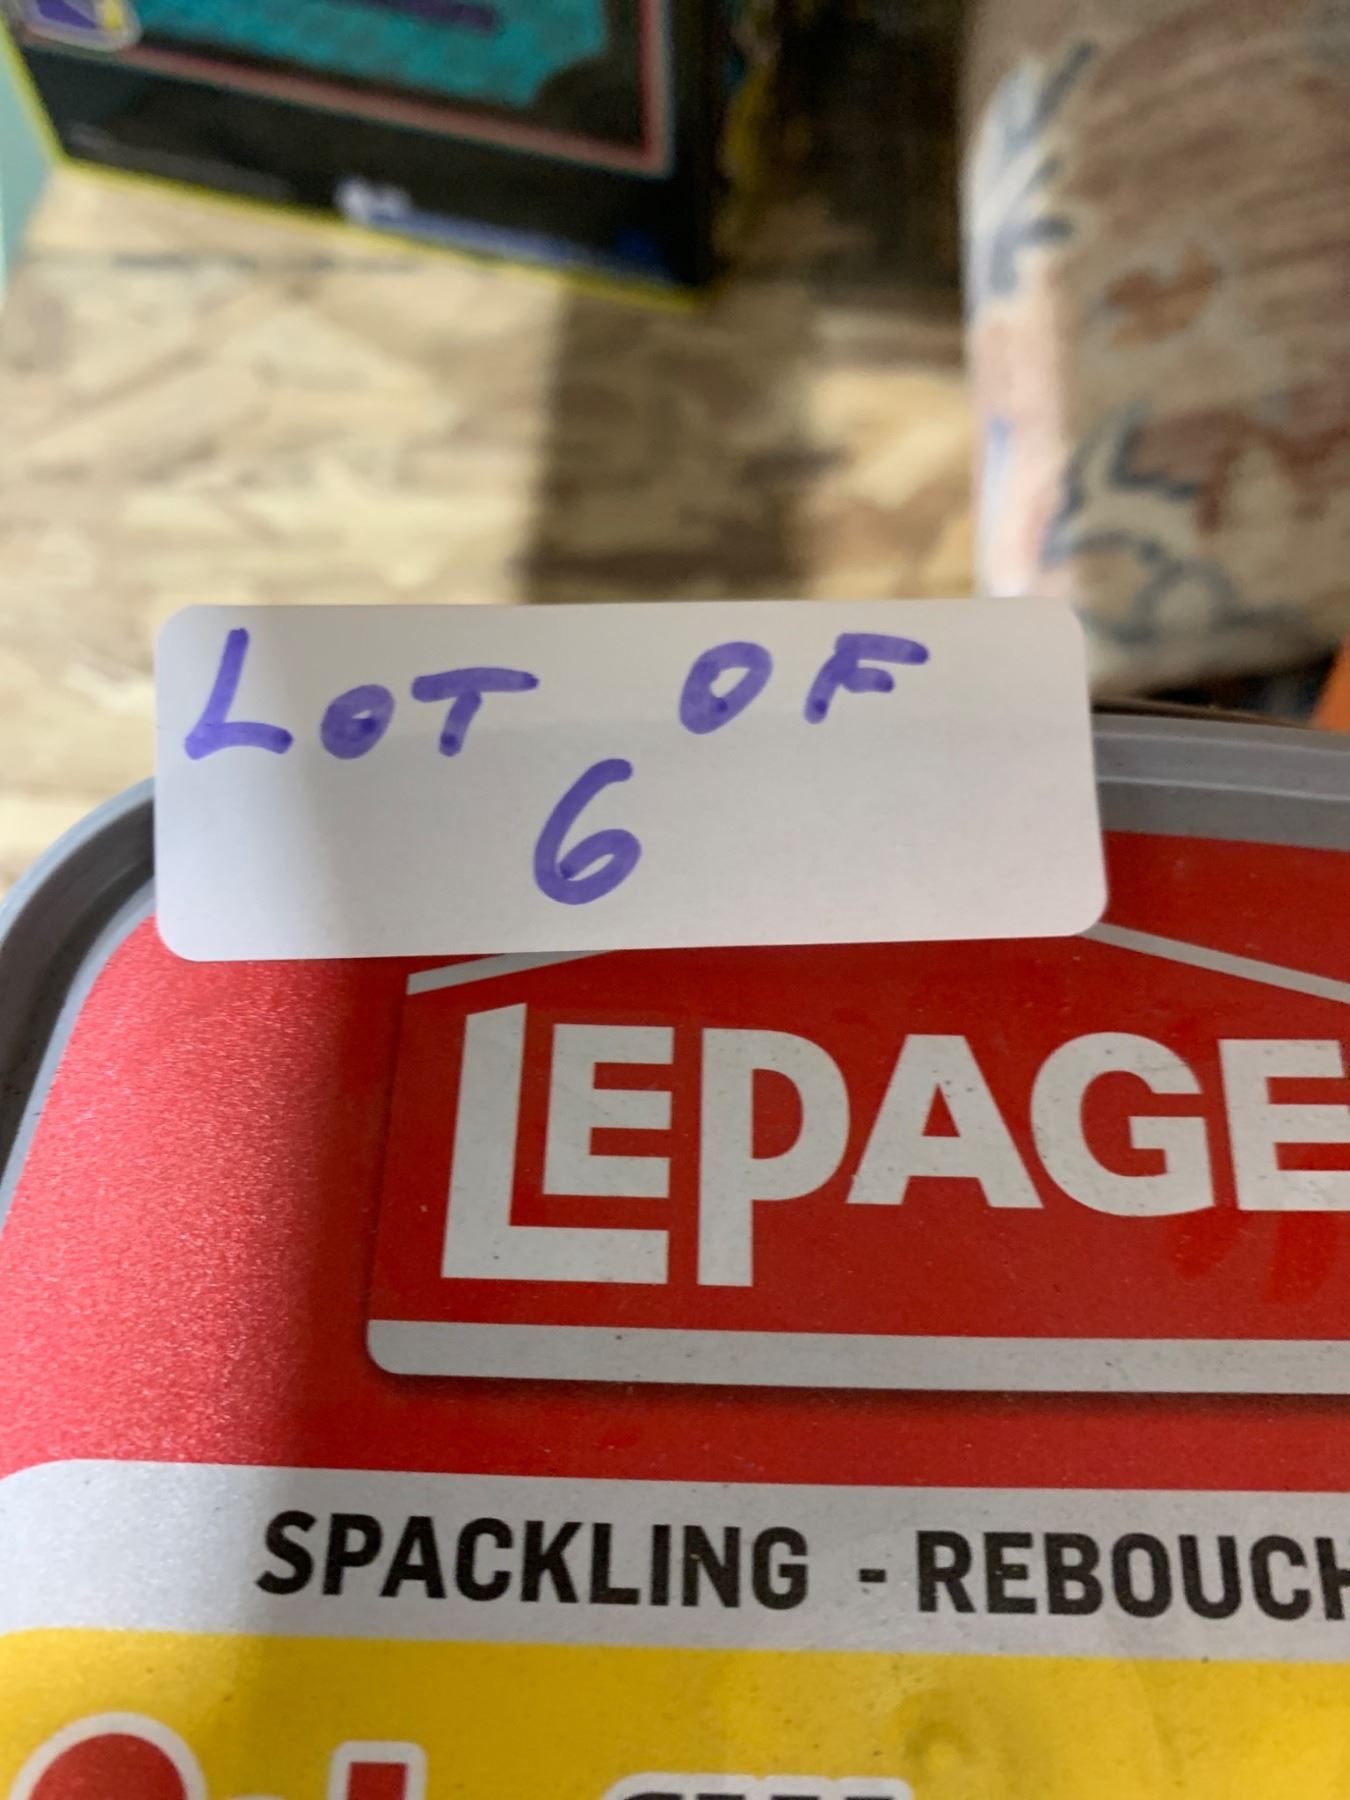 LOT OF
6
LEPAGE
SPACKLING - REBOUCH